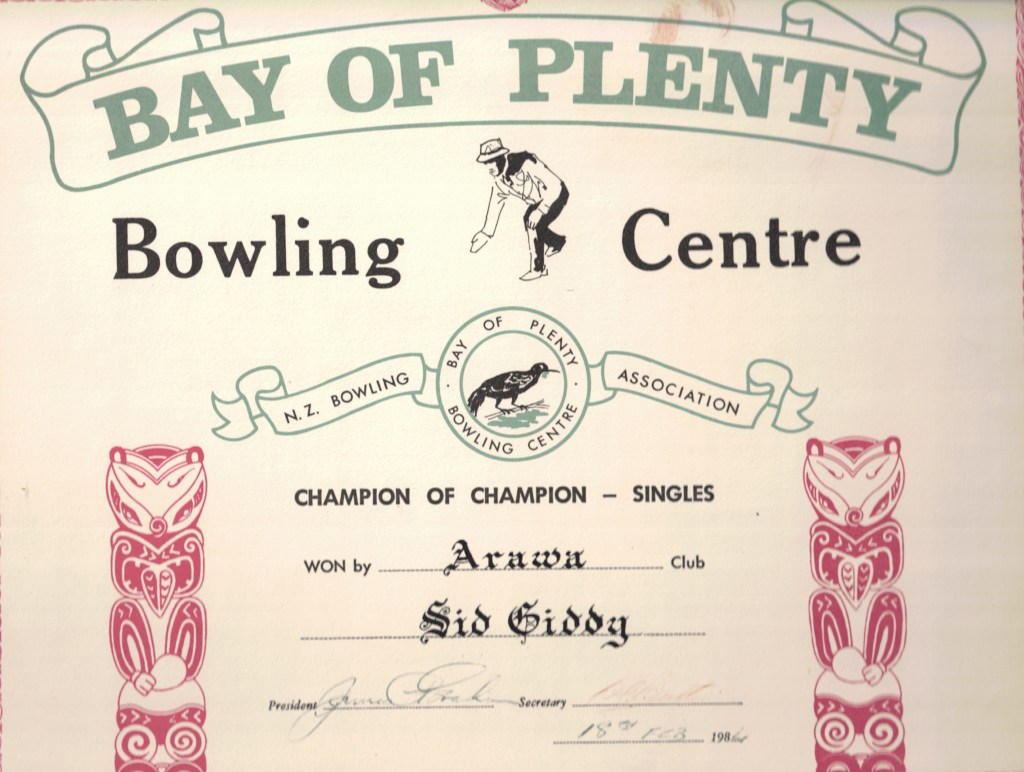 BAY OF PLENTY
Bowling Centre
BAY OF PLENTY
N.Z. BOWLING ASSOCIATION
BOWLING CENTRE
CHAMPION OF CHAMPION – SINGLES
WON by Arawa Club
Sid Giddy
President Secretary
18TH FEB 198